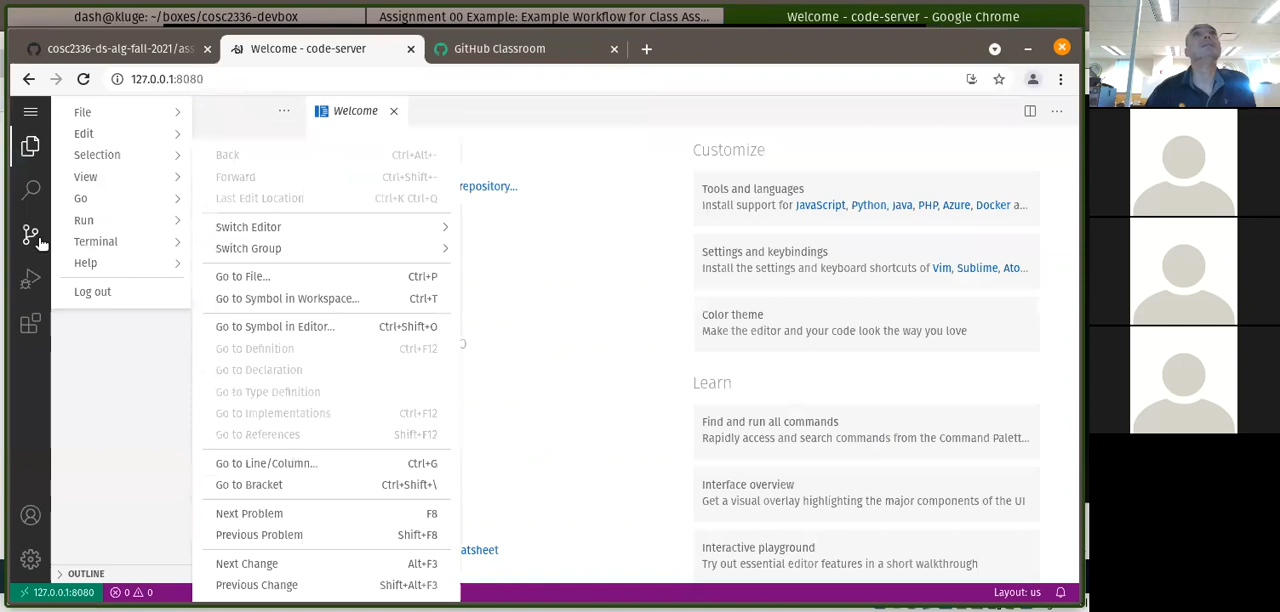 dash@kluge: ~/boxes/cosc2336-devbox
Assignment 00 Example: Example Workflow for Class Ass...
Welcome - code-server - Google Chrome
cosc2336-ds-alg-fall-2021/ass
Welcome - code-server
GitHub Classroom
127.0.0.1:8080
File
Edit
Selection
View
Go
Run
Terminal
Help
Log out
Welcome
Back Ctrl+Alt+-
Forward Ctrl+Shift+-
Last Edit Location Ctrl+K Ctrl+Q
Switch Editor
Switch Group
Go to File... Ctrl+P
Go to Symbol in Workspace... Ctrl+T
Go to Symbol in Editor... Ctrl+Shift+O
Go to Definition Ctrl+F12
Go to Declaration
Go to Type Definition
Go to Implementations Ctrl+F12
Go to References Shift+F12
Go to Line/Column... Ctrl+G
Go to Bracket Ctrl+Shift+\
Next Problem F8
Previous Problem Shift+F8
Next Change Alt+F3
Previous Change Shift+Alt+F3
repository...
atsheet
Customize
Tools and languages
Install support for JavaScript, Python, Java, PHP, Azure, Docker a...
Settings and keybindings
Install the settings and keyboard shortcuts of Vim, Sublime, Ato...
Color theme
Make the editor and your code look the way you love
Learn
Find and run all commands
Rapidly access and search commands from the Command Palett...
Interface overview
Get a visual overlay highlighting the major components of the UI
Interactive playground
Try out essential editor features in a short walkthrough
OUTLINE
127.0.0.1:8080
0 0
Layout: us